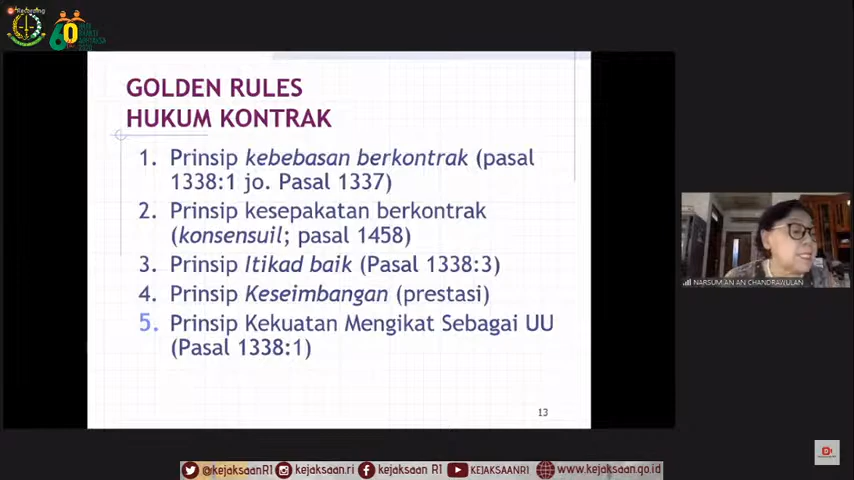 Recording
60
GOLDEN RULES
HUKUM KONTRAK
1. Prinsip kebebasan berkontrak (pasal
1338:1 jo. Pasal 1337)
2. Prinsip kesepakatan berkontrak
(konsensuil; pasal 1458)
3. Prinsip Itikad baik (Pasal 1338:3)
4. Prinsip Keseimbangan (prestasi)
5. Prinsip Kekuatan Mengikat Sebagai UU
(Pasal 1338:1)
13
NARSUM AN AN CHANDRAWULAN
@kejaksaanRI kejaksaan.ri kejaksaan RI KEJAKSAANRI www.kejaksaan.go.id